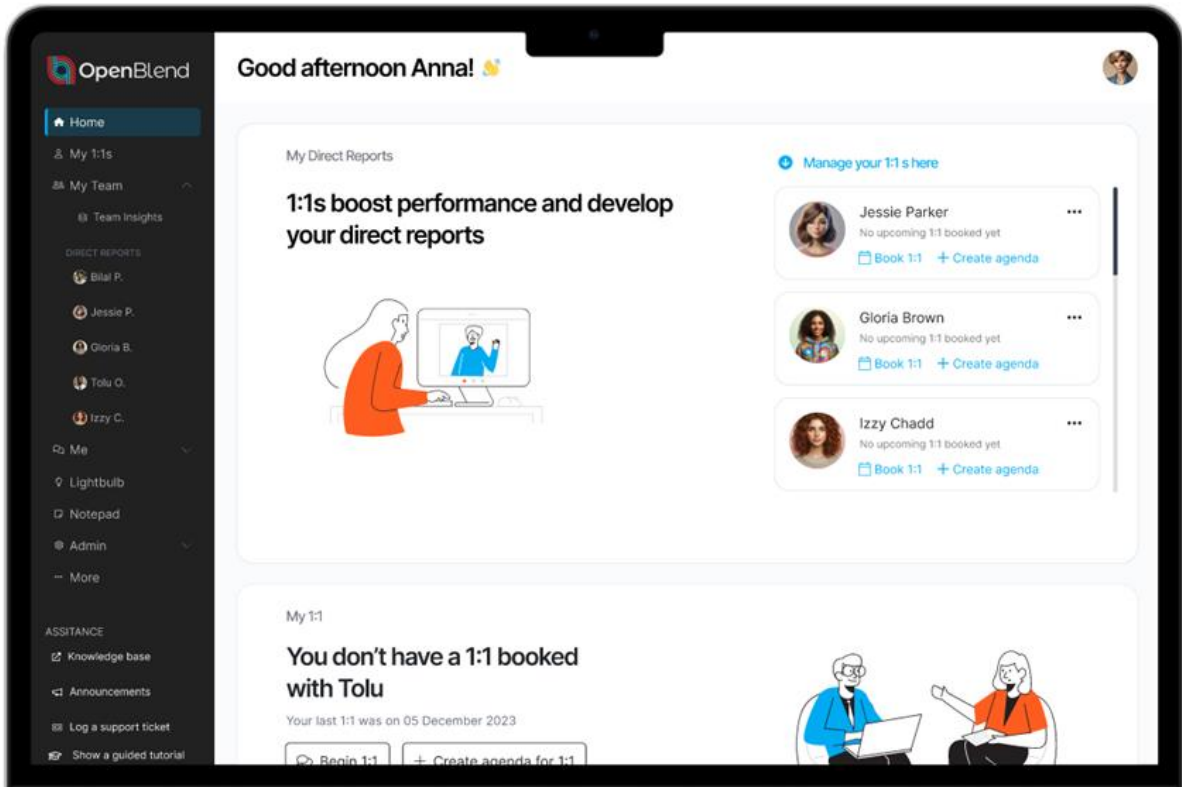 OpenBlend
Home
My 1:1s
My Team
Team Insights
DIRECT REPORTS
Bilal P.
Jessie P.
Gloria B.
Tolu O.
Izzy C.
Me
Lightbulb
Notepad
Admin
More
ASSITANCE
Knowledge base
Announcements
Log a support ticket
Show a guided tutorial
Good afternoon Anna! 👋
My Direct Reports
1:1s boost performance and develop
your direct reports
Manage your 1:1 s here
Jessie Parker
No upcoming 1:1 booked yet
Book 1:1 + Create agenda
Gloria Brown
No upcoming 1:1 booked yet
Book 1:1 + Create agenda
Izzy Chadd
No upcoming 1:1 booked yet
Book 1:1 + Create agenda
My 1:1
You don’t have a 1:1 booked
with Tolu
Your last 1:1 was on 05 December 2023
Begin 1:1 + Create agenda for 1:1